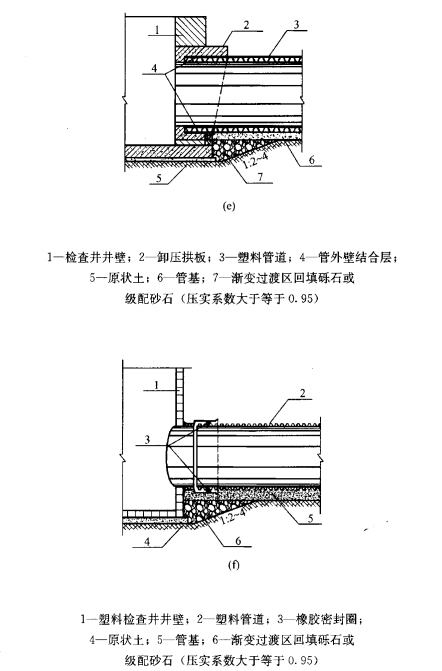 1
2
3
4
1:2~4
5
7
6
(e)
1—检查井井壁；2—卸压拱板；3—塑料管道；4—管外壁结合层；
5—原状土；6—管基；7—渐变过渡区回填砾石或
级配砂石（压实系数大于等于0.95）
1
2
3
1:2~4
4
6
5
(f)
1—塑料检查井井壁；2—塑料管道；3—橡胶密封圈；
4—原状土；5—管基；6—渐变过渡区回填砾石或
级配砂石（压实系数大于等于0.95）